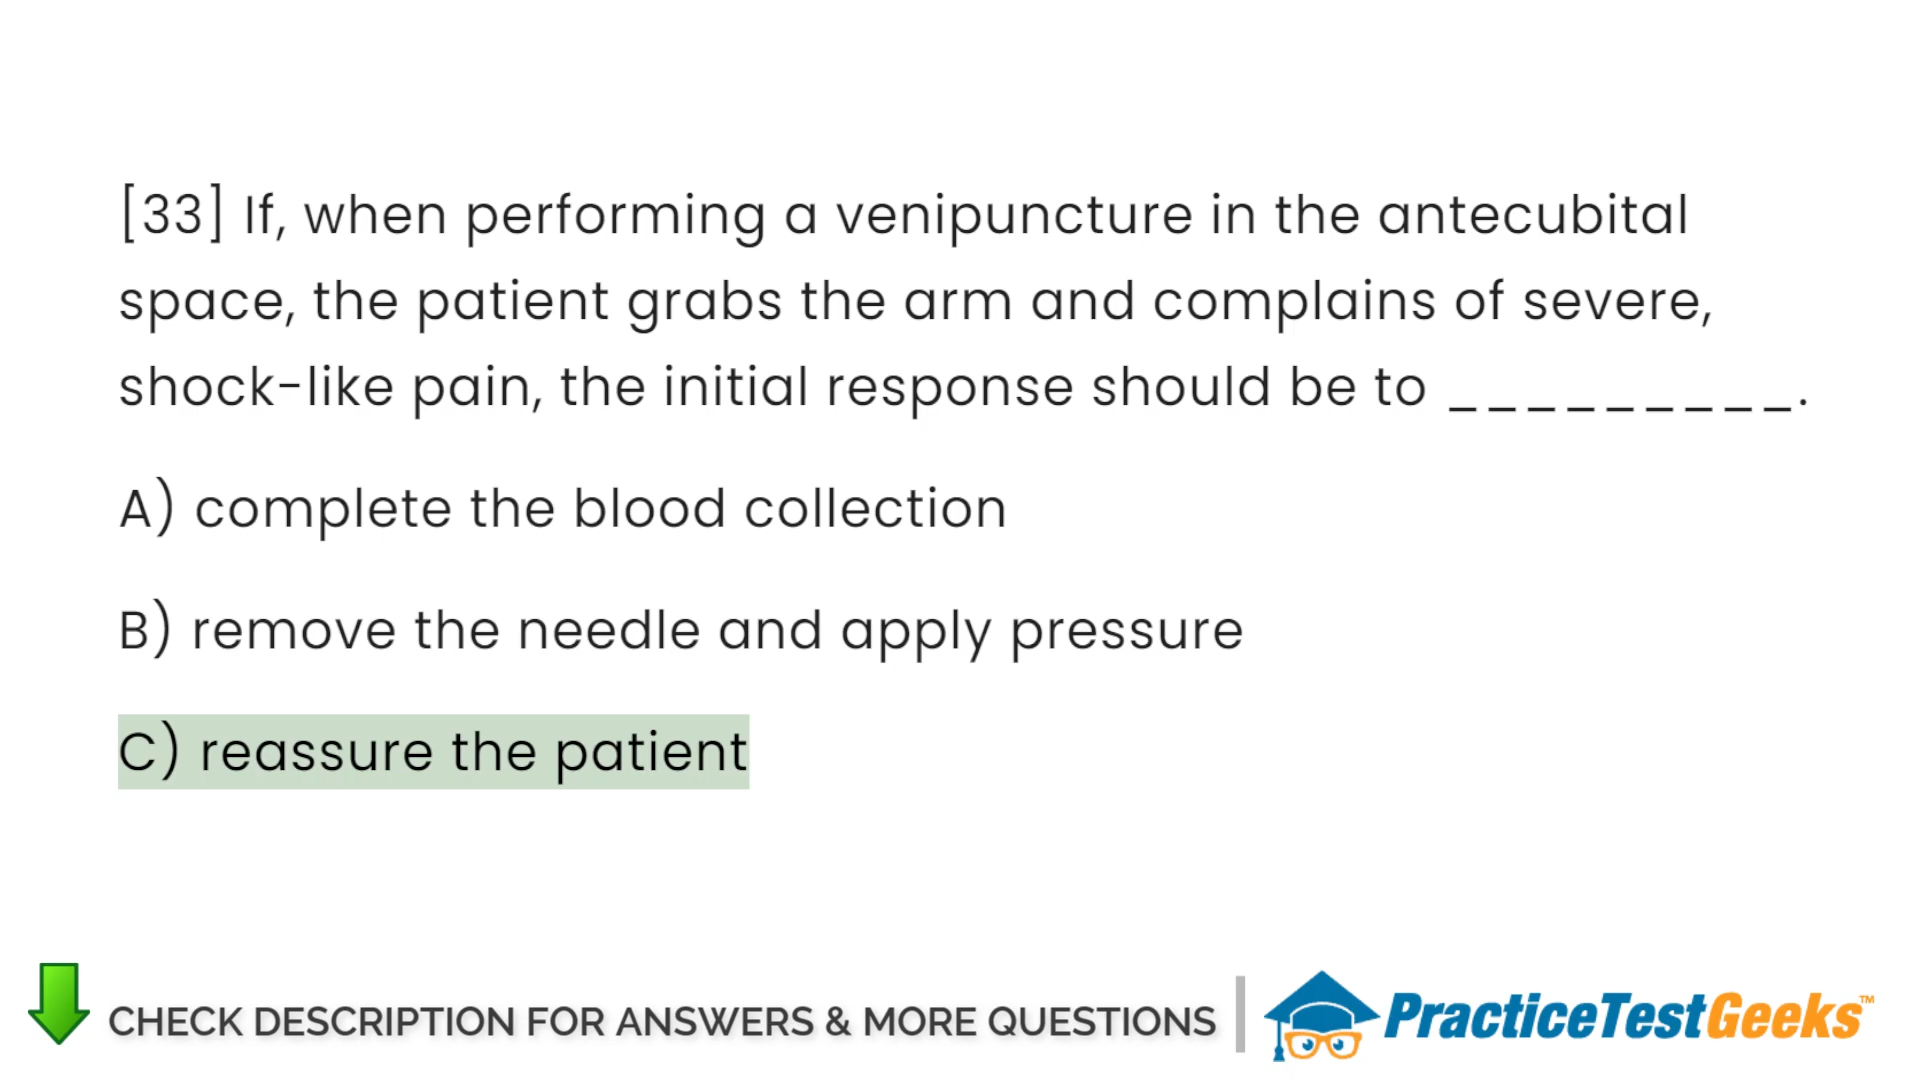 [33] If, when performing a venipuncture in the antecubital
space, the patient grabs the arm and complains of severe,
shock-like pain, the initial response should be to _________.
A) complete the blood collection
B) remove the needle and apply pressure
C) reassure the patient
CHECK DESCRIPTION FOR ANSWERS & MORE QUESTIONS
PracticeTestGeeks™